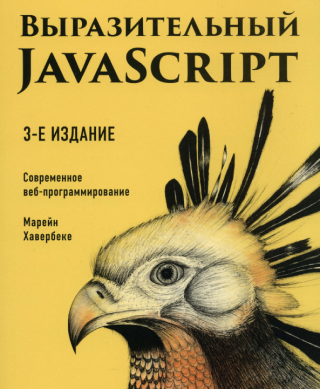 Выразительный
JavaScript
3-е издание
Современное
веб-программирование
Марейн
Хавербеке